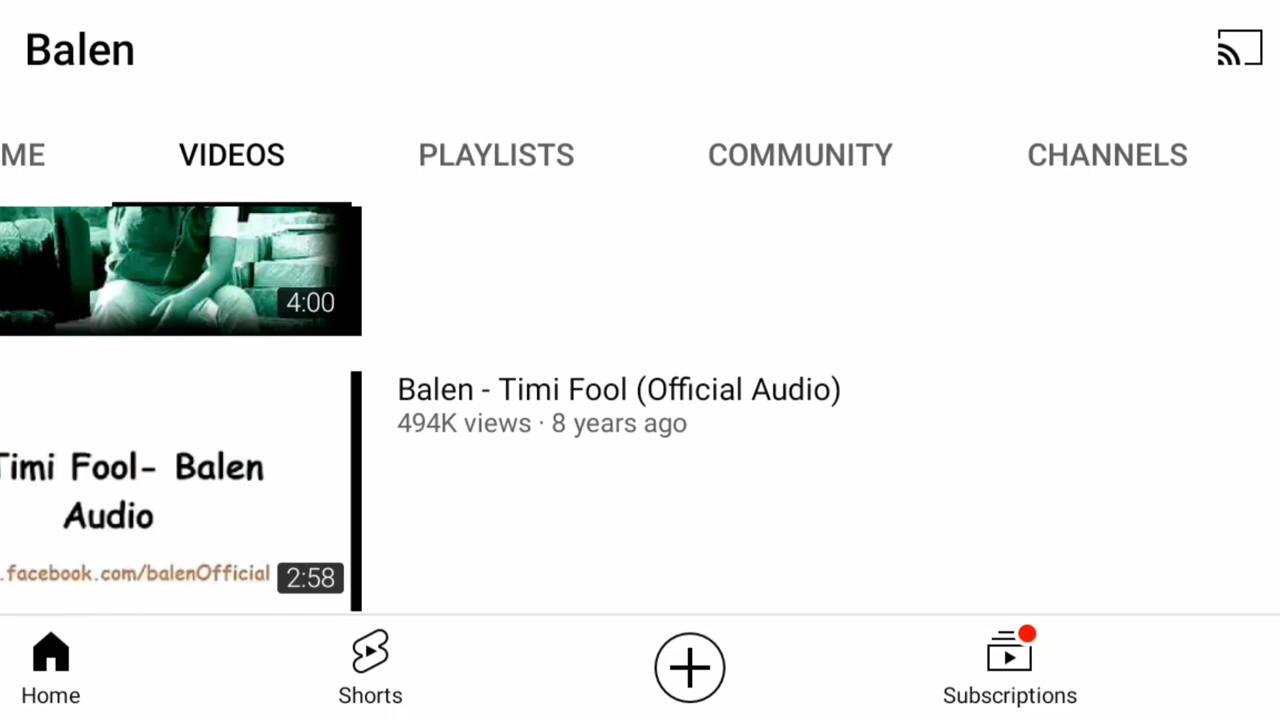 Balen
ME
VIDEOS
PLAYLISTS
COMMUNITY
CHANNELS
4:00
Balen - Timi Fool (Official Audio)
494K views · 8 years ago
Timi Fool- Balen
Audio
.facebook.com/balenOfficial
2:58
Home
Shorts
Subscriptions